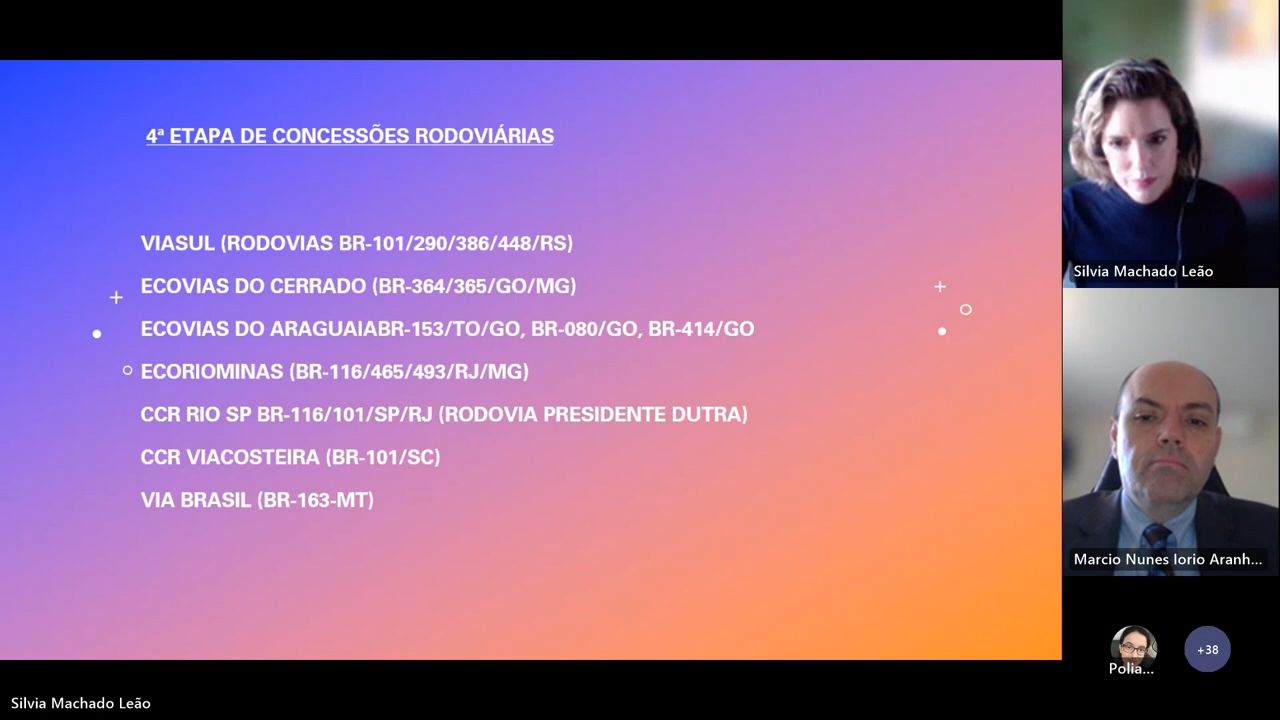 4ª ETAPA DE CONCESSÕES RODOVIÁRIAS
VIASUL (RODOVIAS BR-101/290/386/448/RS)
ECOVIAS DO CERRADO (BR-364/365/GO/MG)
ECOVIAS DO ARAGUAIABR-153/TO/GO, BR-080/GO, BR-414/GO
ECORIOMINAS (BR-116/465/493/RJ/MG)
CCR RIO SP BR-116/101/SP/RJ (RODOVIA PRESIDENTE DUTRA)
CCR VIACOSTEIRA (BR-101/SC)
VIA BRASIL (BR-163-MT)
Silvia Machado Leão
Marcio Nunes Iorio Aranh...
Polia...
+38
Silvia Machado Leão